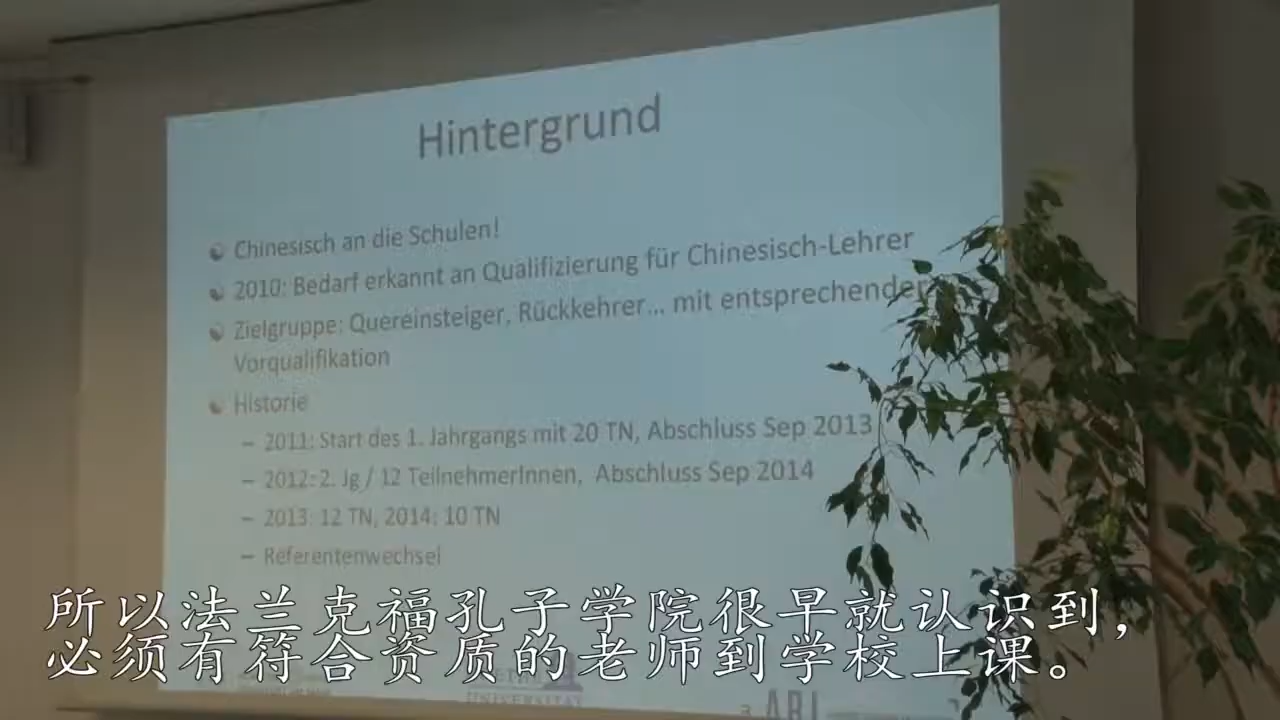 Hintergrund
Chinesisch an die Schulen!
2010: Bedarf erkannt an Qualifizierung für Chinesisch-Lehrer
Zielgruppe: Quereinsteiger, Rückkehrer... mit entsprechender
Vorqualifikation
Historie
– 2011: Start des 1. Jahrgangs mit 20 TN, Abschluss Sep 2013
– 2012: 2. Jg / 12 TeilnehmerInnen, Abschluss Sep 2014
– 2013: 12 TN, 2014: 10 TN
– Referentenwechsel
所以法兰克福孔子学院很早就认识到，
必须有符合资质的老师到学校上课。
UNIVERSITÄT
3